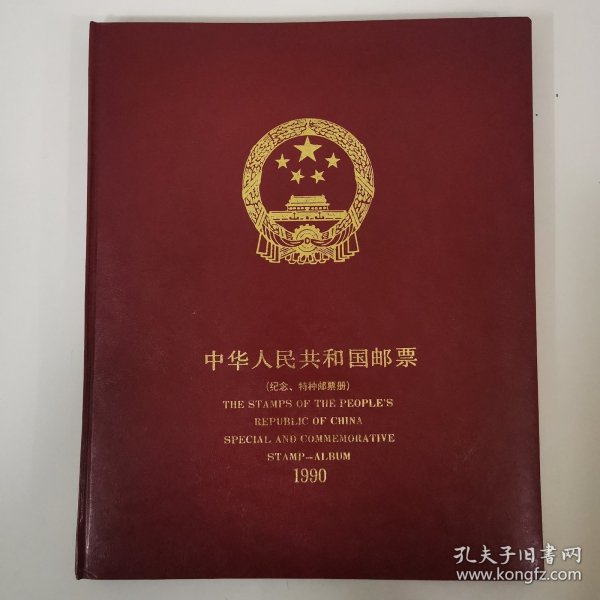 中华人民共和国邮票
(纪念、特种邮票册)
THE STAMPS OF THE PEOPLE'S
REPUBLIC OF CHINA
SPECIAL AND COMMEMORATIVE
STAMP—ALBUM
1990
孔夫子旧书网
www.kongfz.com